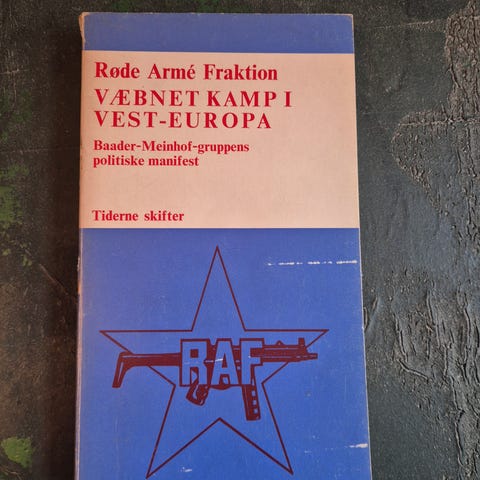 Røde Armé Fraktion
VÆBNET KAMP I
VEST-EUROPA
Baader-Meinhof-gruppens
politiske manifest
Tiderne skifter
RAF